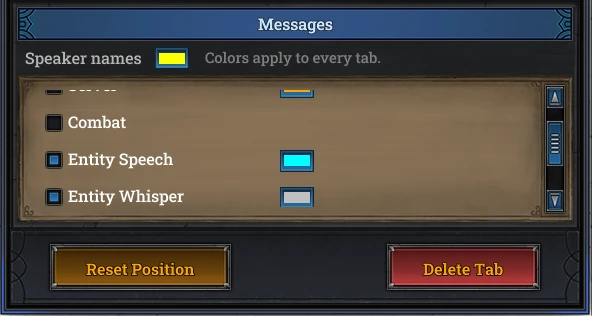 Messages
Speaker names Colors apply to every tab.
Combat
Entity Speech
Entity Whisper
Reset Position Delete Tab